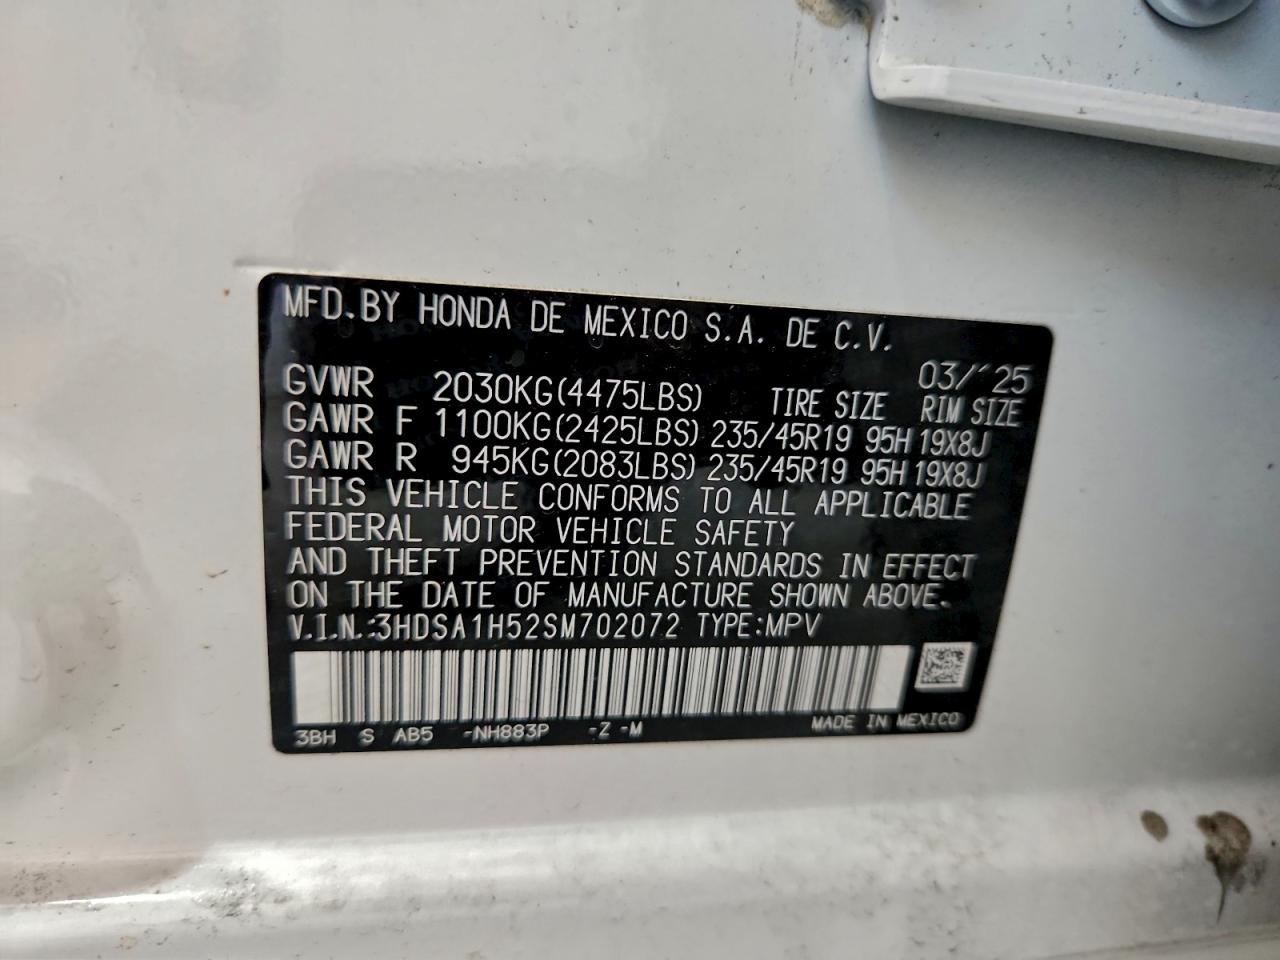 MFD.BY HONDA DE MEXICO S.A. DE C.V.
03/'25
GVWR 2030KG(4475LBS) TIRE SIZE RIM SIZE
GAWR F 1100KG(2425LBS) 235/45R19 95H 19X8J
GAWR R 945KG(2083LBS) 235/45R19 95H 19X8J
THIS VEHICLE CONFORMS TO ALL APPLICABLE
FEDERAL MOTOR VEHICLE SAFETY
AND THEFT PREVENTION STANDARDS IN EFFECT
ON THE DATE OF MANUFACTURE SHOWN ABOVE.
V.I.N.:3HDSA1H52SM702072 TYPE:MPV
3BH S AB5 -NH883P -Z -M MADE IN MEXICO